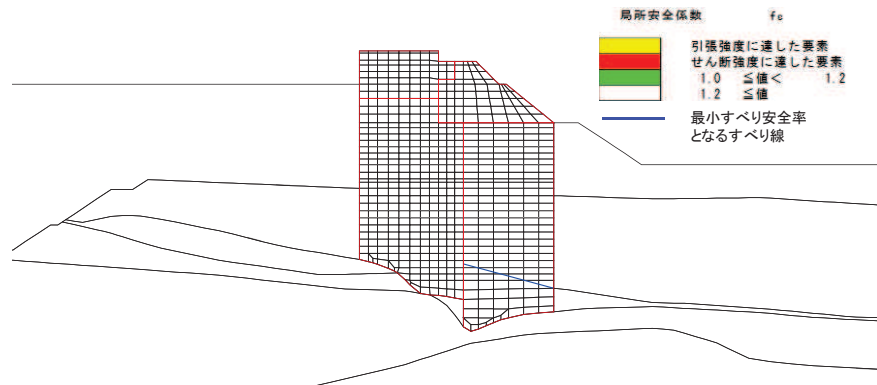 局所安全係数 fs
引張強度に達した要素
せん断強度に達した要素
1.0 ≦値< 1.2
1.2 ≦値
最小すべり安全率
となるすべり線